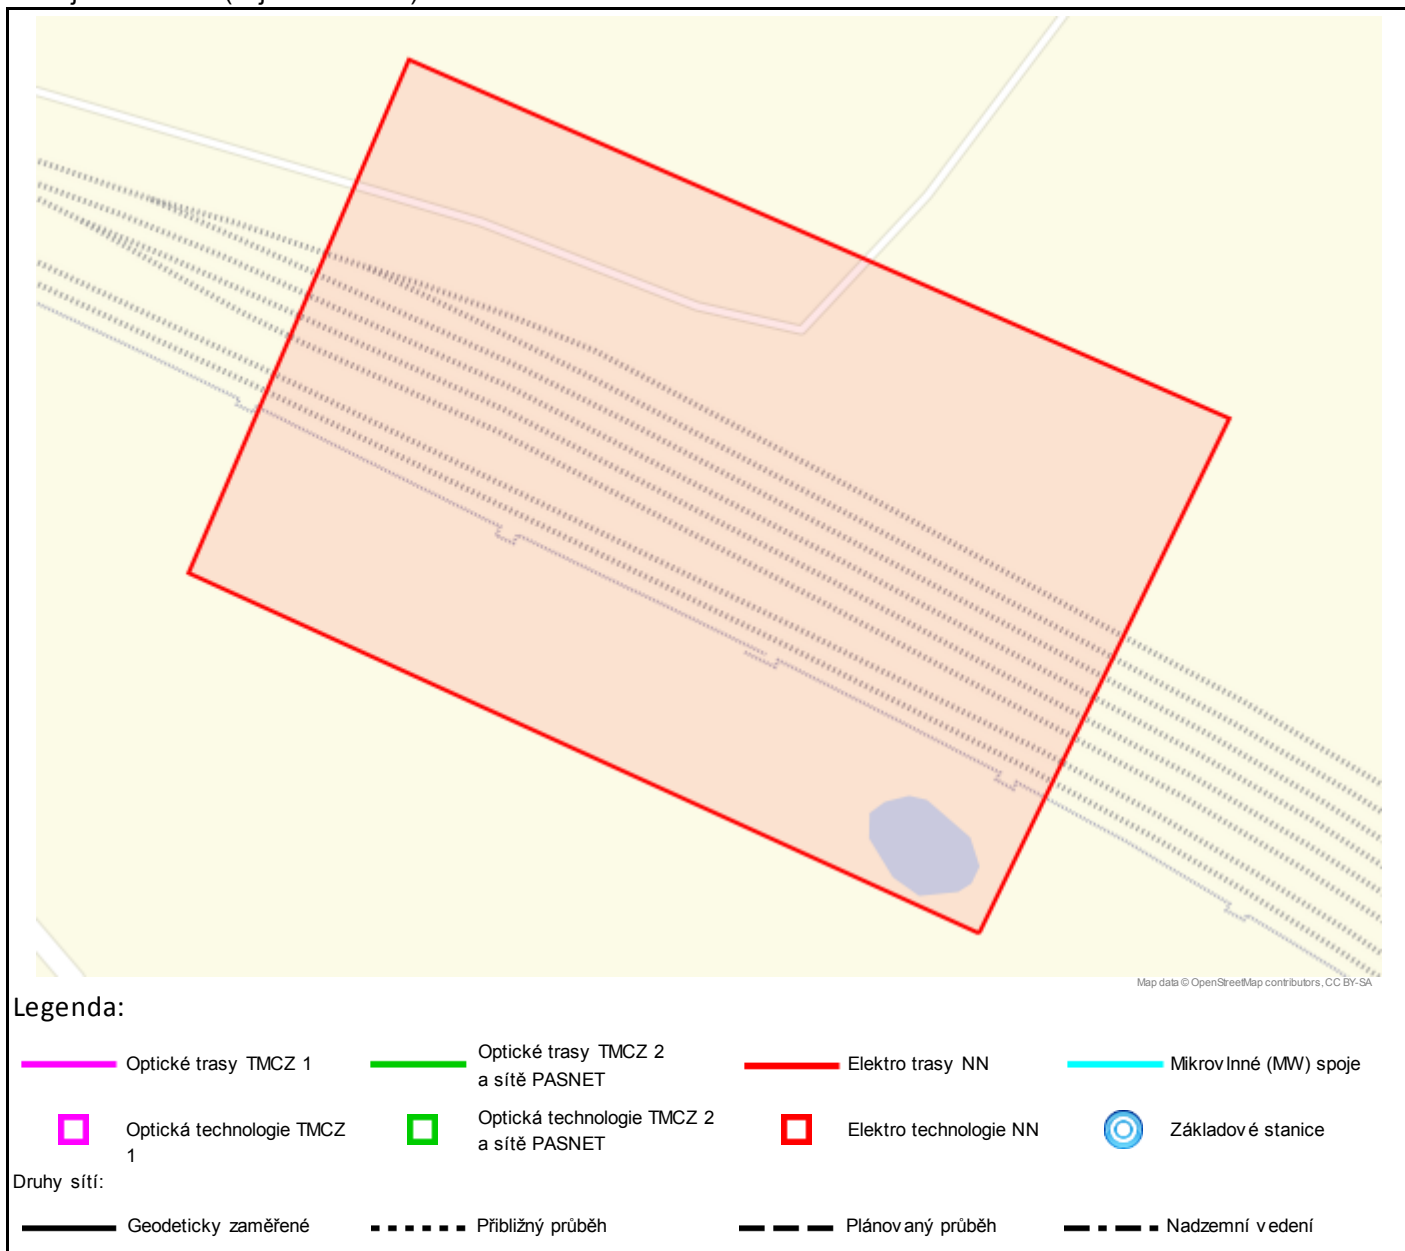 Map data © OpenStreetMap contributors, CC BY-SA
Legenda:
Optické trasy TMCZ 1
Optické trasy TMCZ 2
a sítě PASNET
Elektro trasy NN
Mikrovlnné (MW) spoje
Optická technologie TMCZ
1
Optická technologie TMCZ 2
a sítě PASNET
Elektro technologie NN
Základové stanice
Druhy sítí:
Geodeticky zaměřené
Přibližný průběh
Plánovaný průběh
Nadzemní vedení